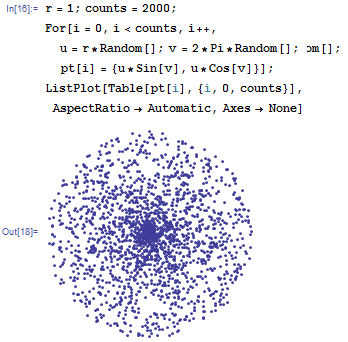 In[16]:= r = 1; counts = 2000;
For[i = 0, i < counts, i++,
u = r * Random[]; v = 2 * Pi * Random[]; om[];
pt[i] = {u * Sin[v], u * Cos[v]}];
ListPlot[Table[pt[i], {i, 0, counts}],
AspectRatio → Automatic, Axes → None]
Out[18]=